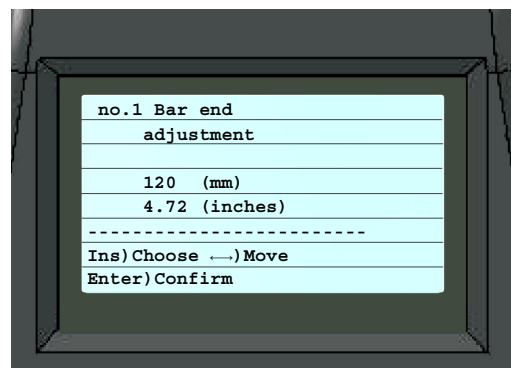 no.1 Bar end
adjustment
120 (mm)
4.72 (inches)
-------------------------
Ins)Choose ←→)Move
Enter)Confirm